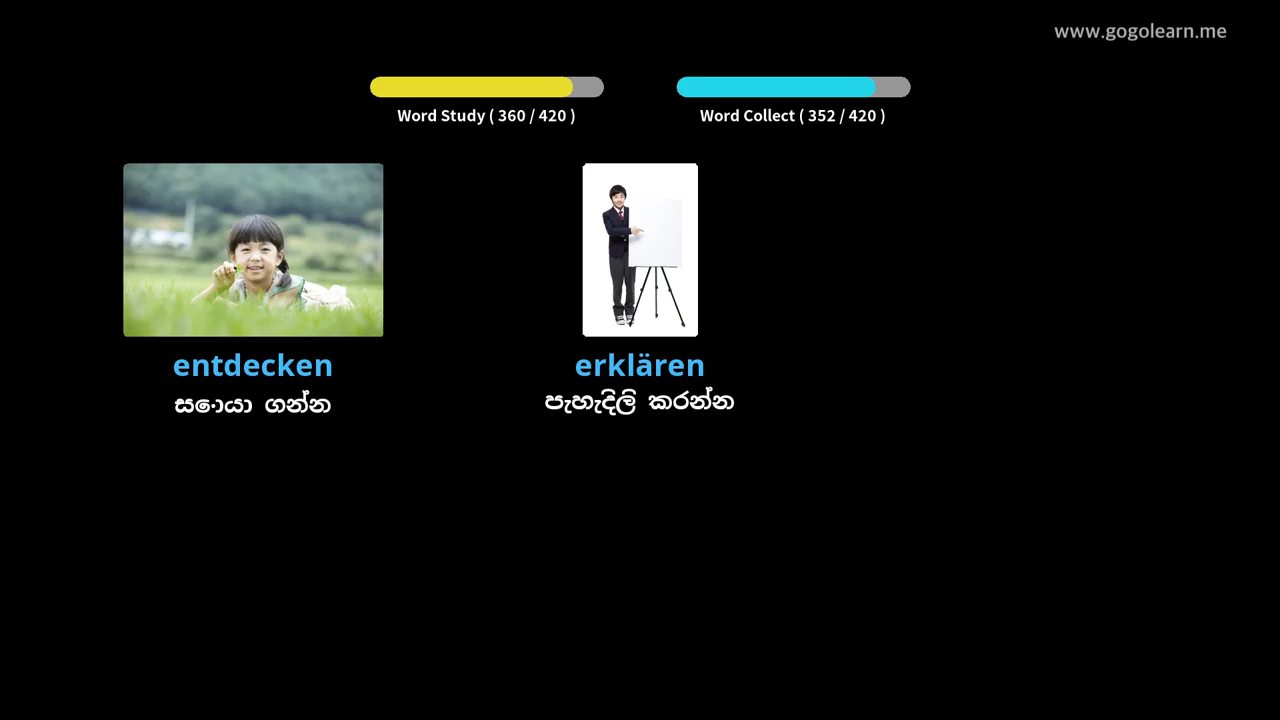 www.gogolearn.me
Word Study ( 360 / 420 )
Word Collect ( 352 / 420 )
entdecken
සොයා ගන්න
erklären
පැහැදිලි කරන්න